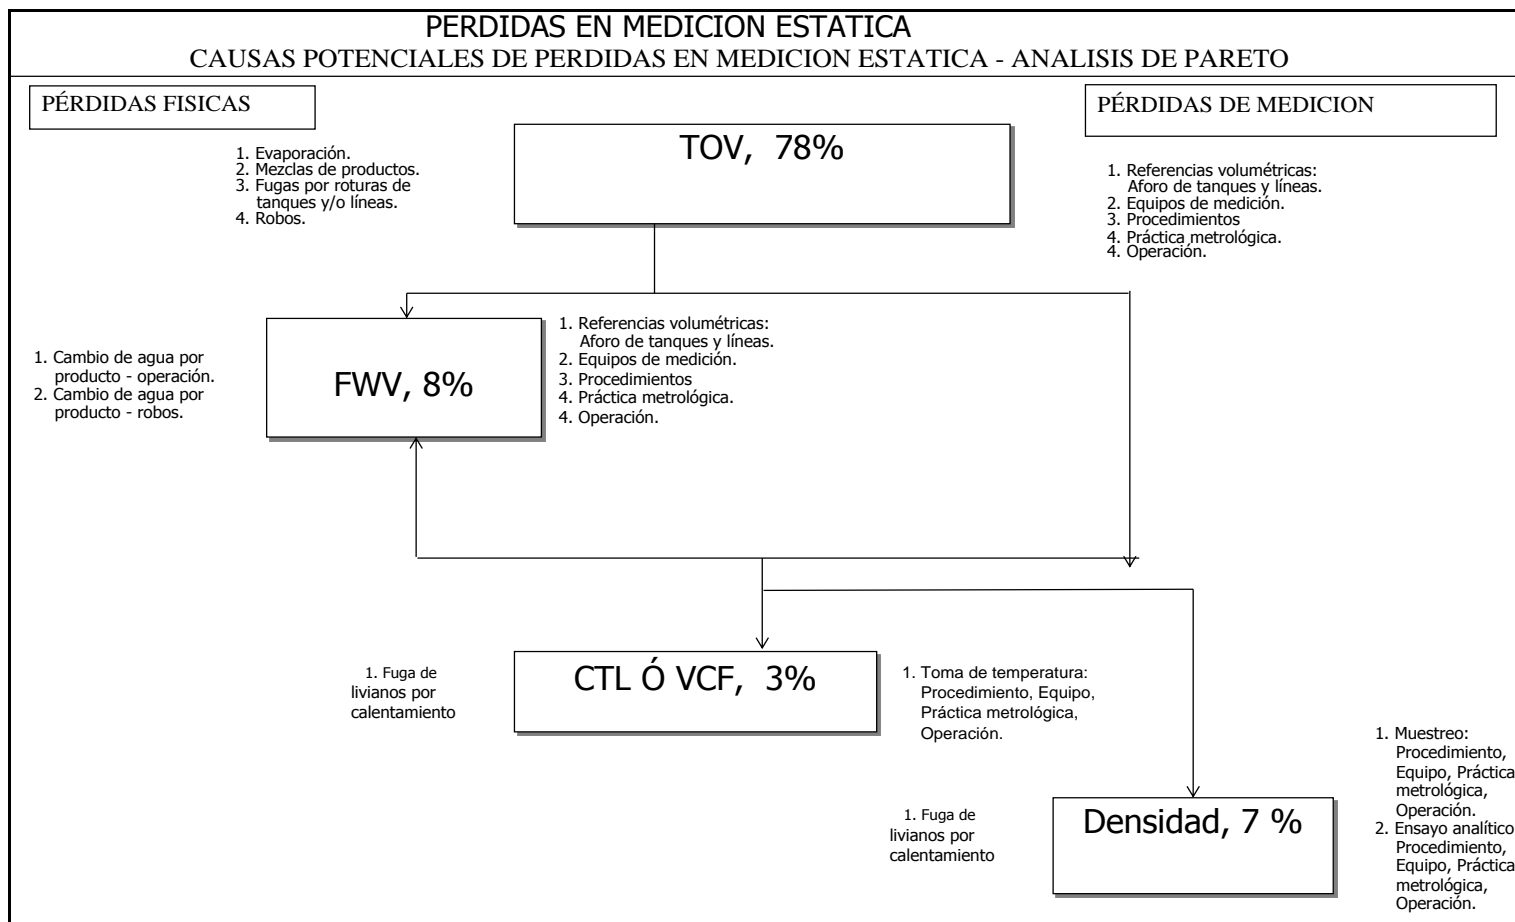 PERDIDAS EN MEDICION ESTATICA
CAUSAS POTENCIALES DE PERDIDAS EN MEDICION ESTATICA - ANALISIS DE PARETO
PÉRDIDAS FISICAS
PÉRDIDAS DE MEDICION
1. Evaporación.
2. Mezclas de productos.
3. Fugas por roturas de
tanques y/o líneas.
4. Robos.
TOV, 78%
1. Referencias volumétricas:
Aforo de tanques y líneas.
2. Equipos de medición.
3. Procedimientos
4. Práctica metrológica.
4. Operación.
1. Cambio de agua por
producto - operación.
2. Cambio de agua por
producto - robos.
FWV, 8%
1. Referencias volumétricas:
Aforo de tanques y líneas.
2. Equipos de medición.
3. Procedimientos
4. Práctica metrológica.
4. Operación.
1. Fuga de
livianos por
calentamiento
CTL Ó VCF, 3%
1. Toma de temperatura:
Procedimiento, Equipo,
Práctica metrológica,
Operación.
1. Fuga de
livianos por
calentamiento
Densidad, 7 %
1. Muestreo:
Procedimiento,
Equipo, Práctica
metrológica,
Operación.
2. Ensayo analítico
Procedimiento,
Equipo, Práctica
metrológica,
Operación.